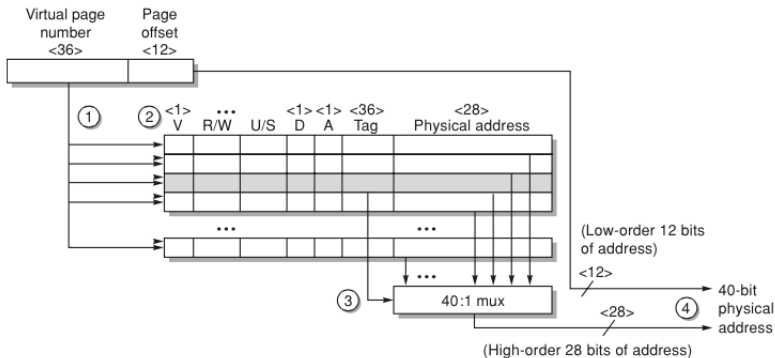 Virtual page number <36>
Page offset <12>
1
2
<1> ••• <1> <1> <36> <28>
V R/W U/S D A Tag Physical address
••• •••
(Low-order 12 bits of address)
•••
<12>
3
40:1 mux
<28>
4
40-bit physical address
(High-order 28 bits of address)